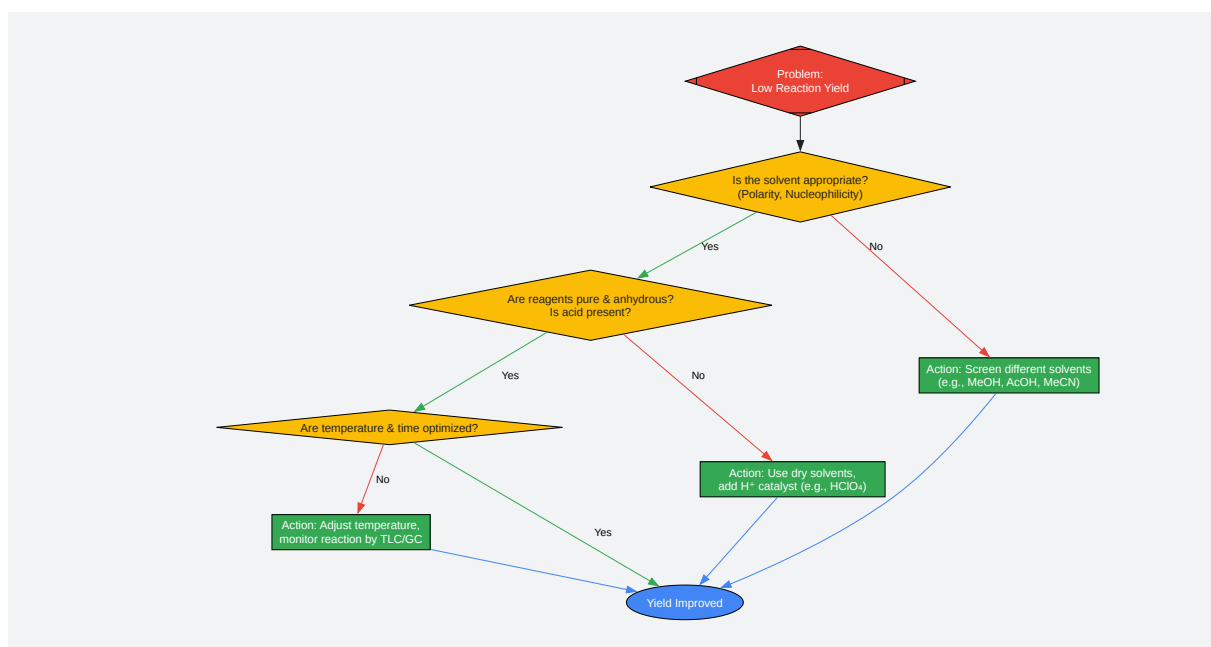 Problem:
Low Reaction Yield
Is the solvent appropriate?
(Polarity, Nucleophilicity)
Yes
No
Are reagents pure & anhydrous?
Is acid present?
Yes
No
Action: Screen different solvents
(e.g., MeOH, AcOH, MeCN)
Are temperature & time optimized?
Action: Use dry solvents,
add H⁺ catalyst (e.g., HClO₄)
No
Yes
Action: Adjust temperature,
monitor reaction by TLC/GC
Yield Improved